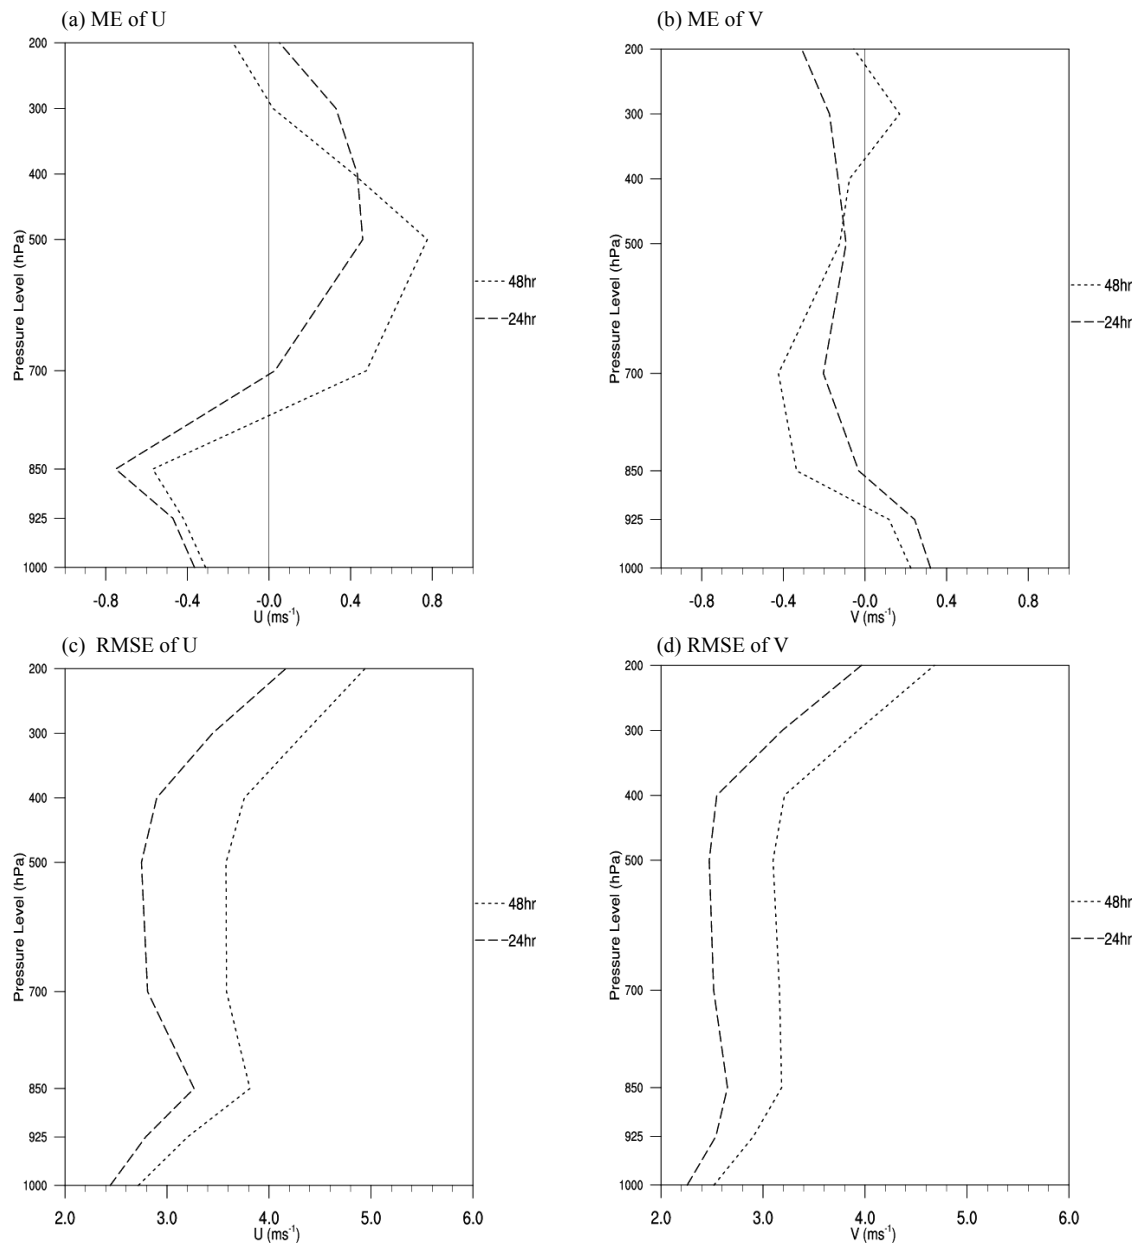 (a) ME of U
200
300
400
500
700
850
925
1000
Pressure Level (hPa)
-0.8
-0.4
-0.0
0.4
0.8
U (ms⁻¹)
48hr
24hr
(b) ME of V
200
300
400
500
700
850
925
1000
Pressure Level (hPa)
-0.8
-0.4
-0.0
0.4
0.8
V (ms⁻¹)
48hr
24hr
(c) RMSE of U
200
300
400
500
700
850
925
1000
Pressure Level (hPa)
2.0
3.0
4.0
5.0
6.0
U (ms⁻¹)
48hr
24hr
(d) RMSE of V
200
300
400
500
700
850
925
1000
Pressure Level (hPa)
2.0
3.0
4.0
5.0
6.0
V (ms⁻¹)
48hr
24hr